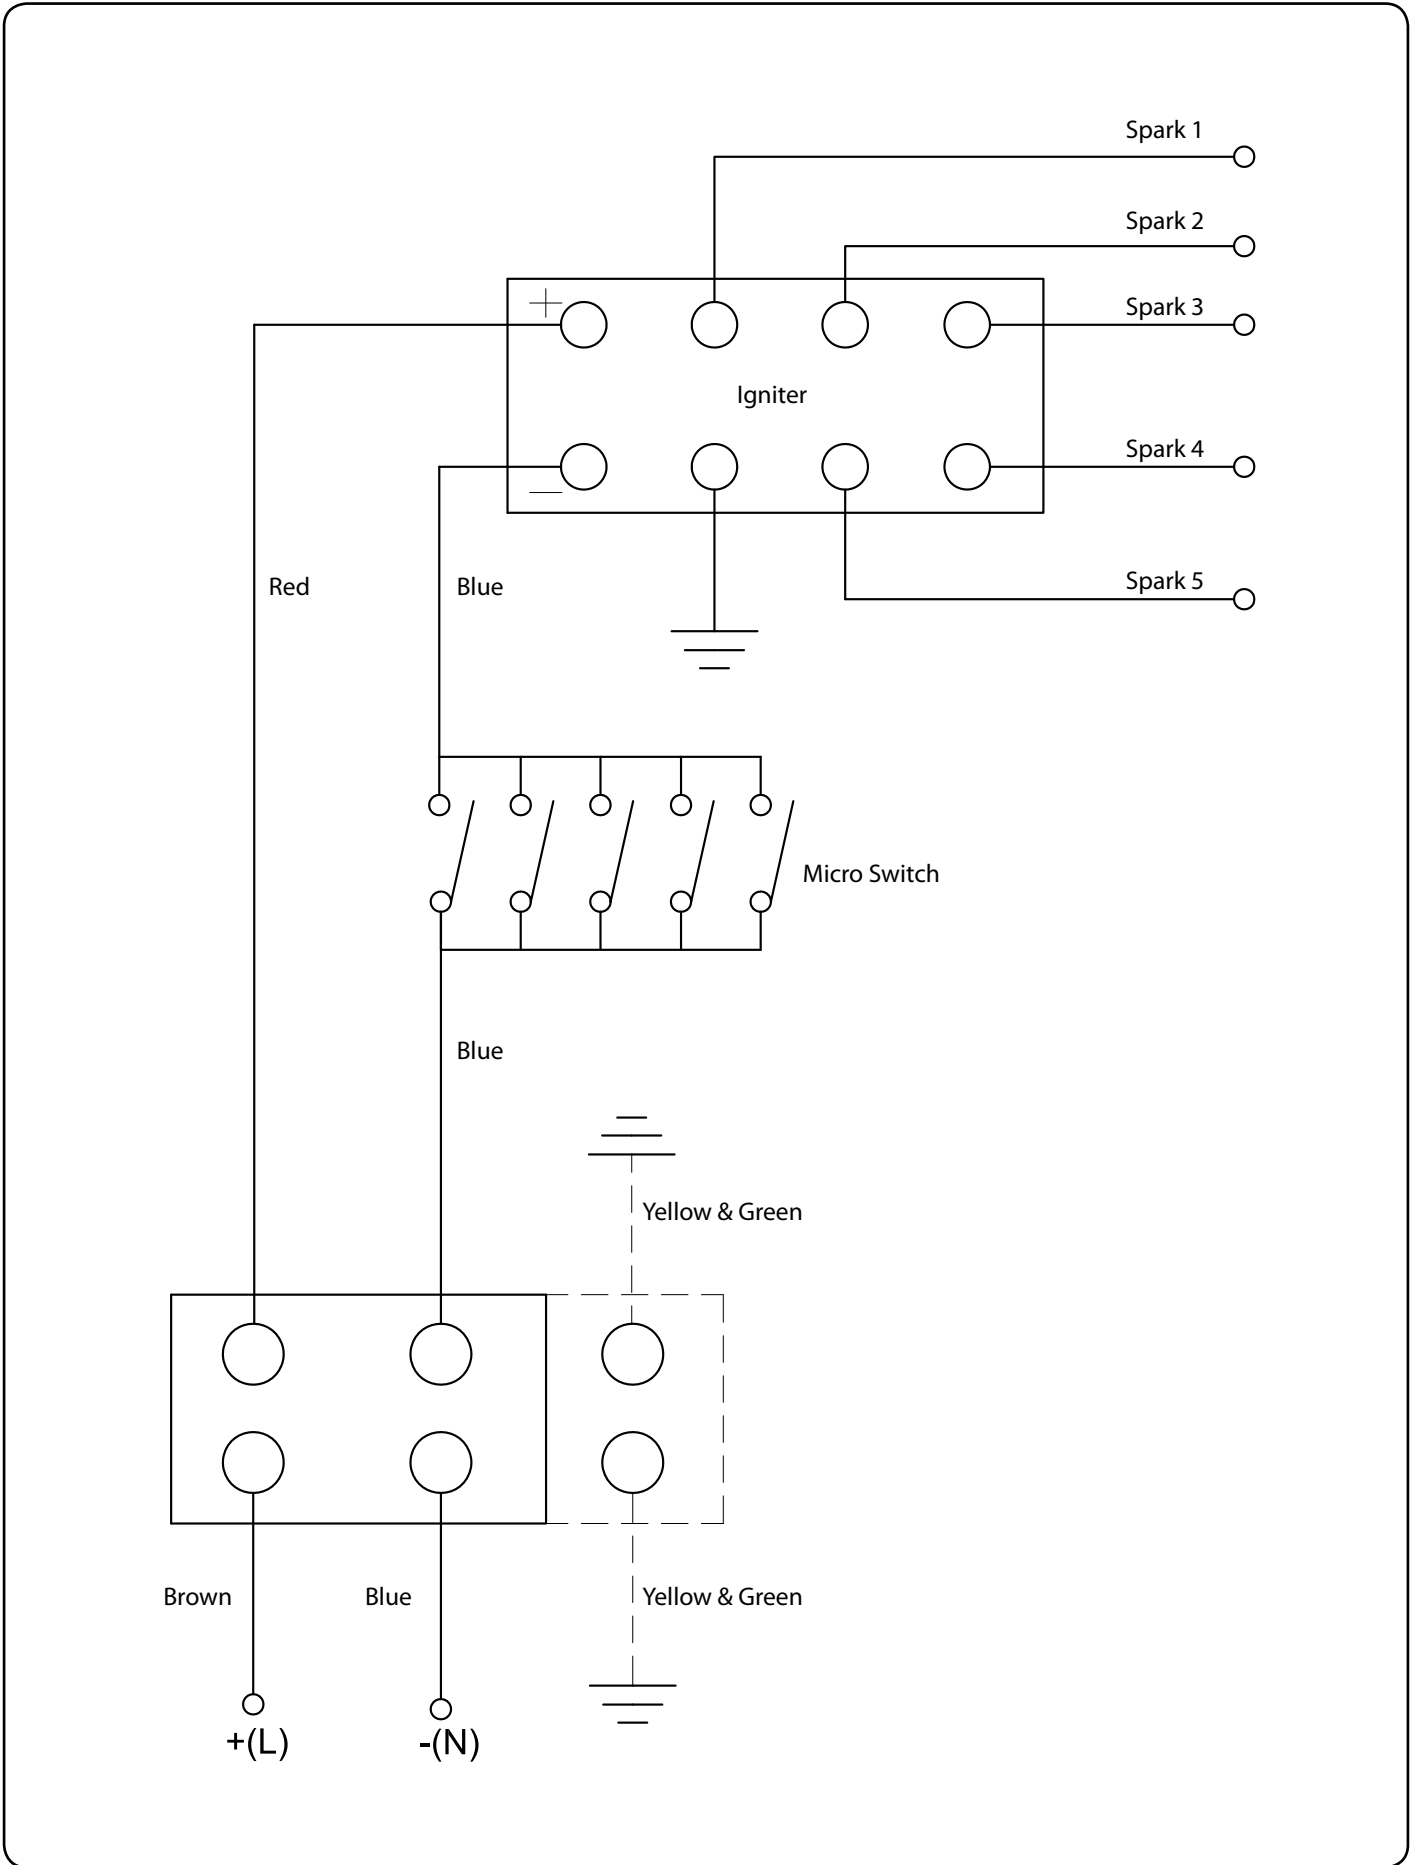 Spark 1
Spark 2
+
Spark 3
Igniter
Spark 4
—
Red
Blue
Spark 5
Micro Switch
Blue
Yellow & Green
Brown
Blue
Yellow & Green
+(L)
-(N)